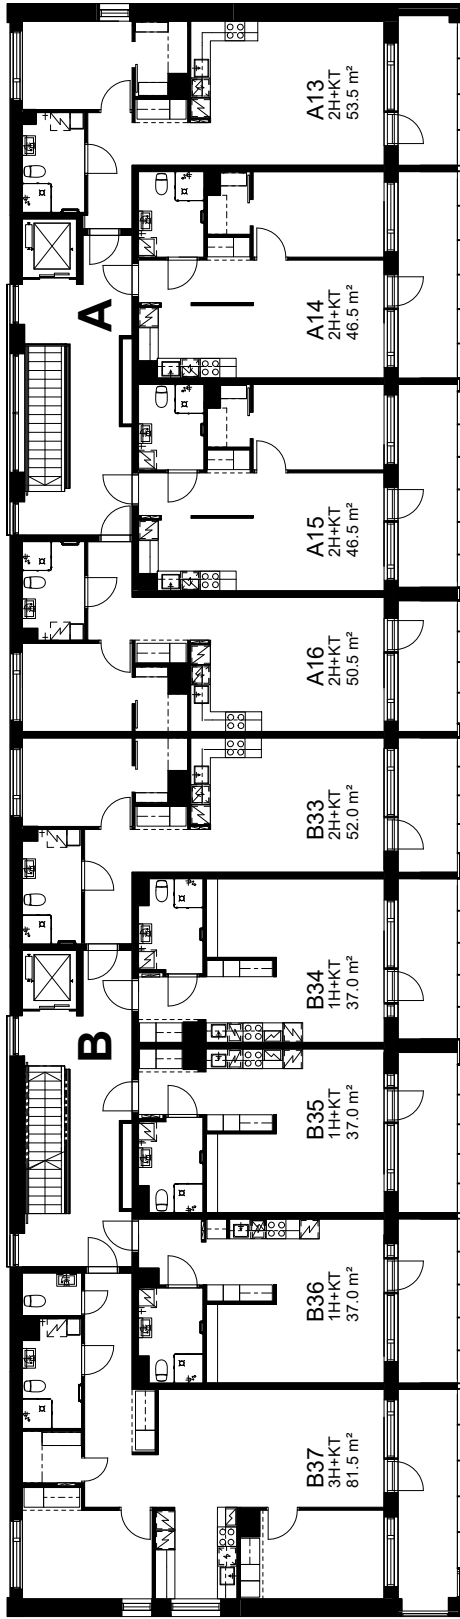 A13
2H+KT
53.5 m²
A14
2H+KT
46.5 m²
A
A15
2H+KT
46.5 m²
A16
2H+KT
50.5 m²
B33
2H+KT
52.0 m²
B34
1H+KT
37.0 m²
B
B35
1H+KT
37.0 m²
B36
1H+KT
37.0 m²
B37
3H+KT
81.5 m²